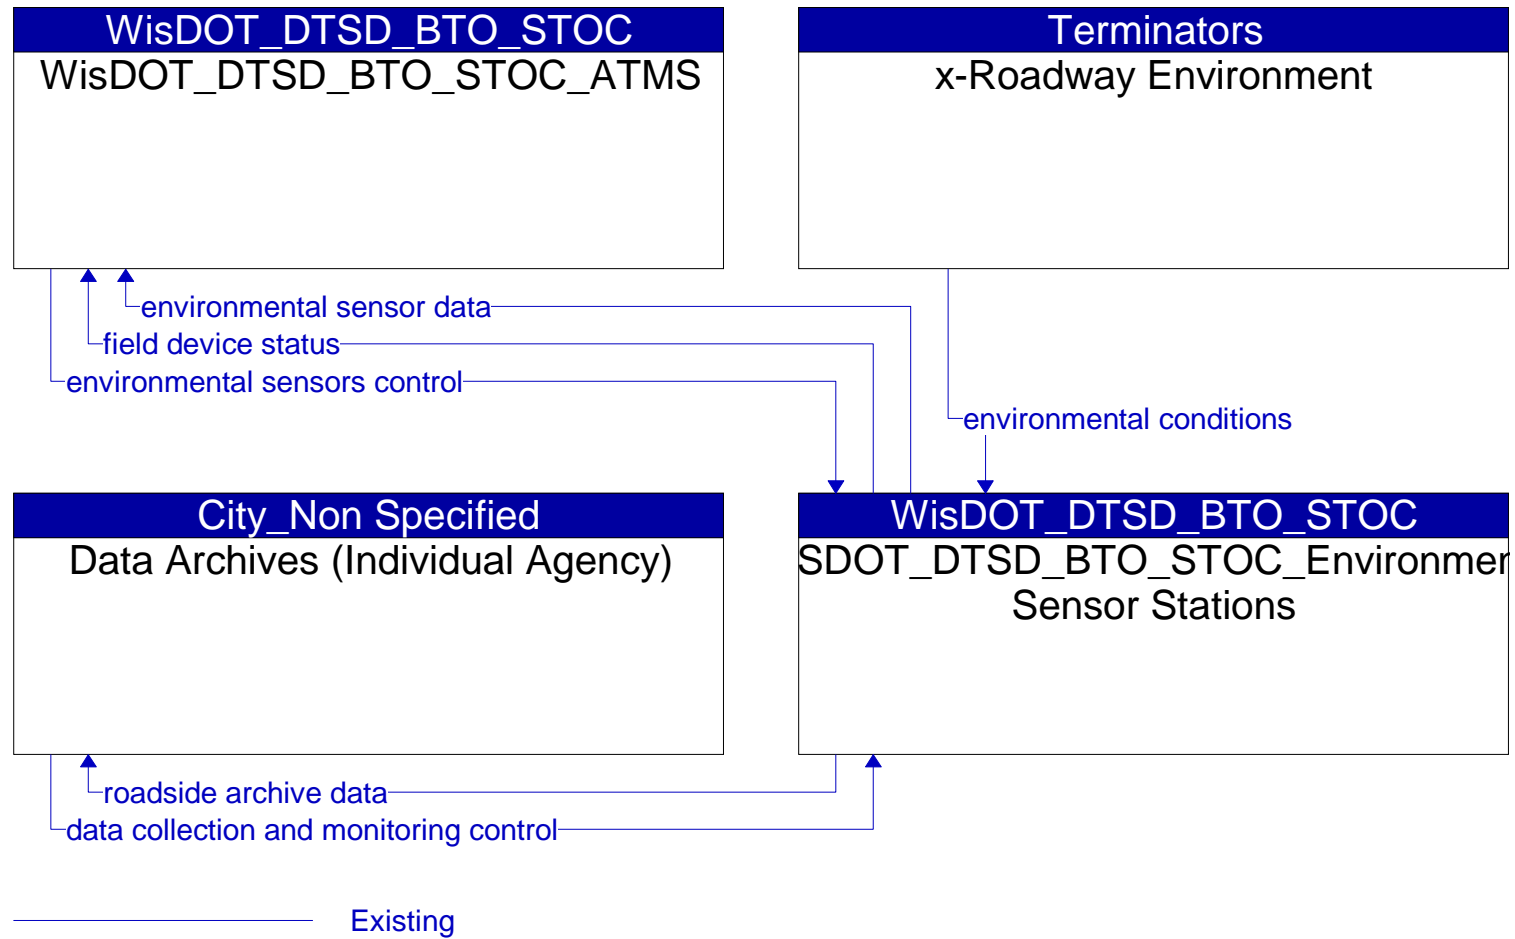 WisDOT_DTSD_BTO_STOC
WisDOT_DTSD_BTO_STOC_ATMS
Terminators
x-Roadway Environment
environmental sensor data
field device status
environmental sensors control
environmental conditions
City_Non Specified
Data Archives (Individual Agency)
WisDOT_DTSD_BTO_STOC
SDOT_DTSD_BTO_STOC_Environmer
Sensor Stations
roadside archive data
data collection and monitoring control
Existing